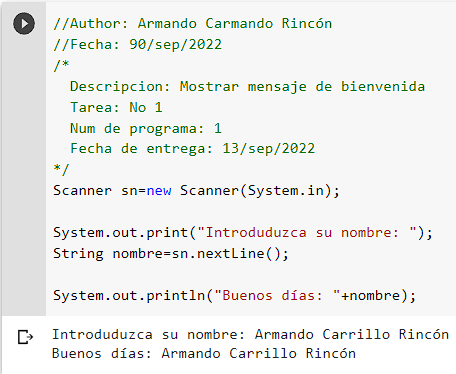 //Author: Armando Carmando Rincón
//Fecha: 90/sep/2022
/*
Descripcion: Mostrar mensaje de bienvenida
Tarea: No 1
Num de programa: 1
Fecha de entrega: 13/sep/2022
*/
Scanner sn=new Scanner(System.in);
System.out.print("Introduduzca su nombre: ");
String nombre=sn.nextLine();
System.out.println("Buenos días: "+nombre);
Introduduzca su nombre: Armando Carrillo Rincón
Buenos días: Armando Carrillo Rincón